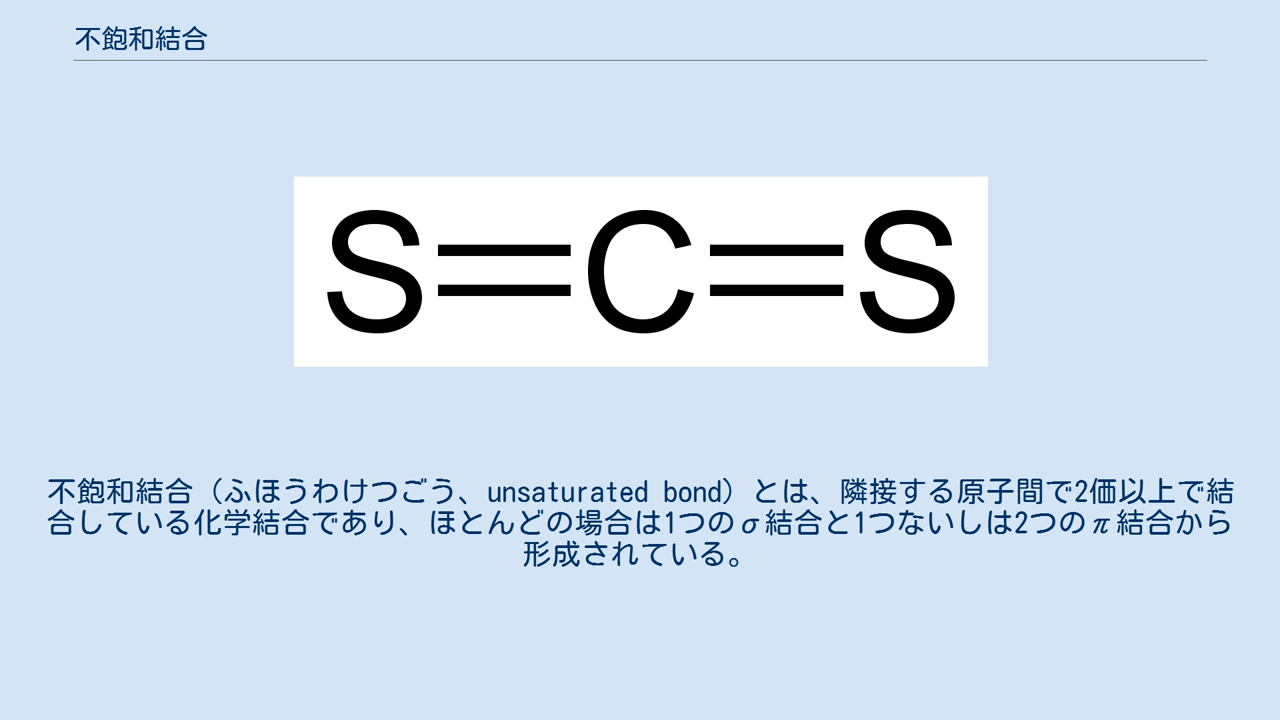 不飽和結合
S=C=S
不飽和結合（ふほうわけつごう、unsaturated bond）とは、隣接する原子間で2価以上で結
合している化学結合であり、ほとんどの場合は1つのσ結合と1つないしは2つのπ結合から
形成されている。